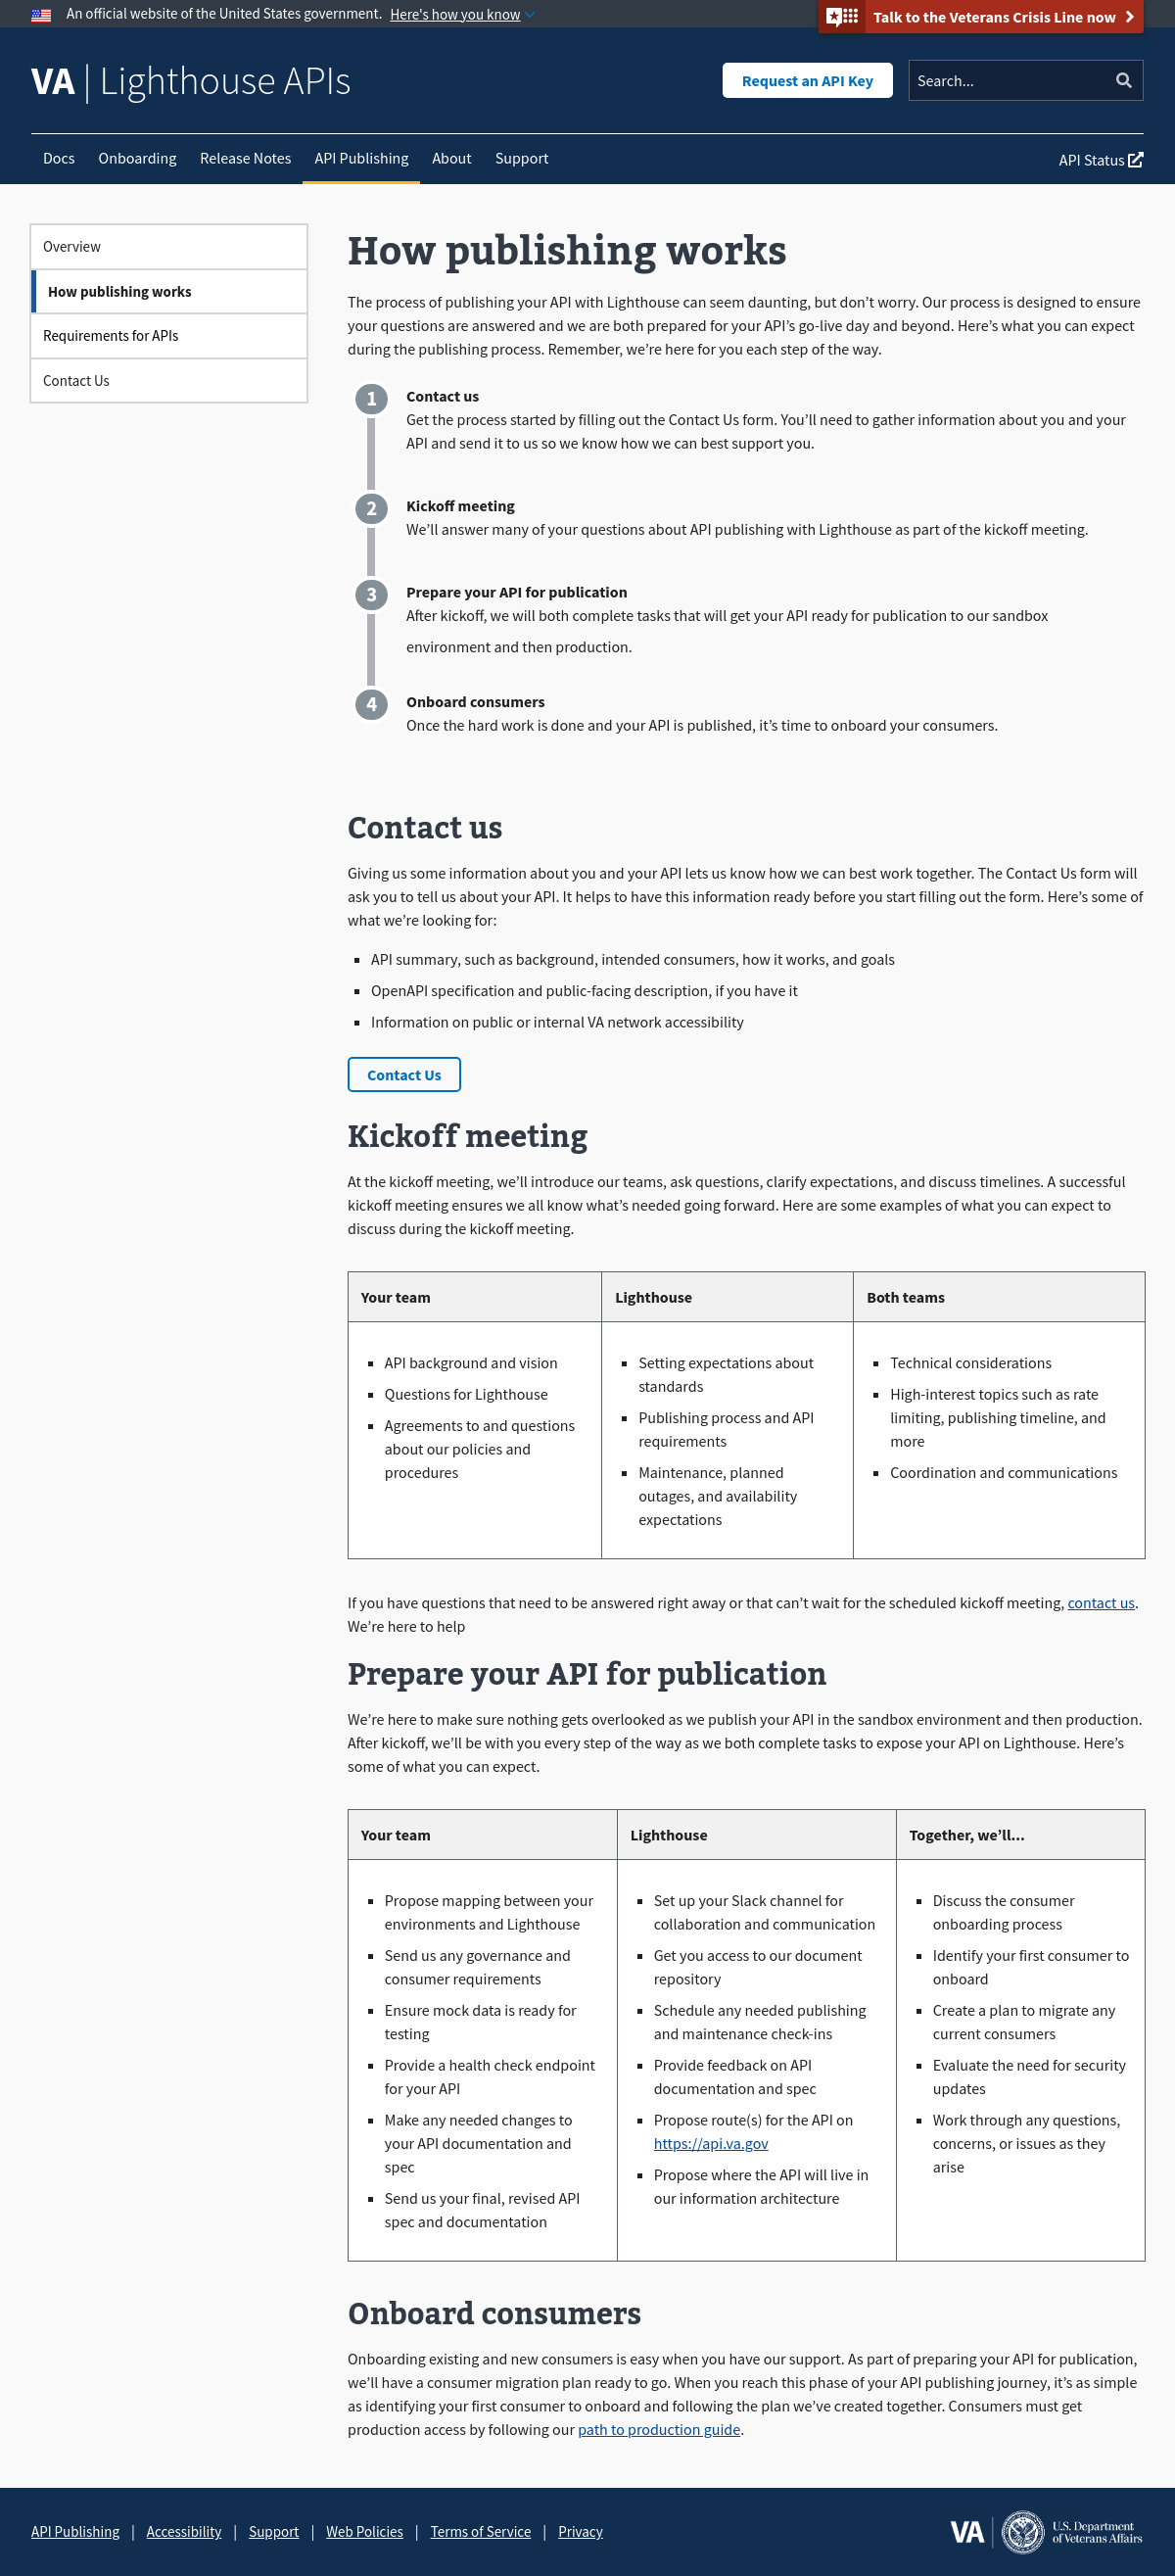 An official website of the United States government. Here's how you know
Talk to the Veterans Crisis Line now
VA | Lighthouse APIs
Request an API Key
Search...
Docs
Onboarding
Release Notes
API Publishing
About
Support
API Status
Overview
How publishing works
Requirements for APIs
Contact Us
How publishing works
The process of publishing your API with Lighthouse can seem daunting, but don’t worry. Our process is designed to ensure
your questions are answered and we are both prepared for your API’s go-live day and beyond. Here’s what you can expect
during the publishing process. Remember, we’re here for you each step of the way.
1
Contact us
Get the process started by filling out the Contact Us form. You’ll need to gather information about you and your
API and send it to us so we know how we can best support you.
2
Kickoff meeting
We’ll answer many of your questions about API publishing with Lighthouse as part of the kickoff meeting.
3
Prepare your API for publication
After kickoff, we will both complete tasks that will get your API ready for publication to our sandbox
environment and then production.
4
Onboard consumers
Once the hard work is done and your API is published, it’s time to onboard your consumers.
Contact us
Giving us some information about you and your API lets us know how we can best work together. The Contact Us form will
ask you to tell us about your API. It helps to have this information ready before you start filling out the form. Here’s some of
what we’re looking for:
▪ API summary, such as background, intended consumers, how it works, and goals
▪ OpenAPI specification and public-facing description, if you have it
▪ Information on public or internal VA network accessibility
Contact Us
Kickoff meeting
At the kickoff meeting, we’ll introduce our teams, ask questions, clarify expectations, and discuss timelines. A successful
kickoff meeting ensures we all know what’s needed going forward. Here are some examples of what you can expect to
discuss during the kickoff meeting.
Your team
Lighthouse
Both teams
▪ API background and vision
▪ Questions for Lighthouse
▪ Agreements to and questions
about our policies and
procedures
▪ Setting expectations about
standards
▪ Publishing process and API
requirements
▪ Maintenance, planned
outages, and availability
expectations
▪ Technical considerations
▪ High-interest topics such as rate
limiting, publishing timeline, and
more
▪ Coordination and communications
If you have questions that need to be answered right away or that can’t wait for the scheduled kickoff meeting, contact us.
We’re here to help
Prepare your API for publication
We’re here to make sure nothing gets overlooked as we publish your API in the sandbox environment and then production.
After kickoff, we’ll be with you every step of the way as we both complete tasks to expose your API on Lighthouse. Here’s
some of what you can expect.
Your team
Lighthouse
Together, we’ll...
▪ Propose mapping between your
environments and Lighthouse
▪ Send us any governance and
consumer requirements
▪ Ensure mock data is ready for
testing
▪ Provide a health check endpoint
for your API
▪ Make any needed changes to
your API documentation and
spec
▪ Send us your final, revised API
spec and documentation
▪ Set up your Slack channel for
collaboration and communication
▪ Get you access to our document
repository
▪ Schedule any needed publishing
and maintenance check-ins
▪ Provide feedback on API
documentation and spec
▪ Propose route(s) for the API on
https://api.va.gov
▪ Propose where the API will live in
our information architecture
▪ Discuss the consumer
onboarding process
▪ Identify your first consumer to
onboard
▪ Create a plan to migrate any
current consumers
▪ Evaluate the need for security
updates
▪ Work through any questions,
concerns, or issues as they
arise
Onboard consumers
Onboarding existing and new consumers is easy when you have our support. As part of preparing your API for publication,
we’ll have a consumer migration plan ready to go. When you reach this phase of your API publishing journey, it’s as simple
as identifying your first consumer to onboard and following the plan we’ve created together. Consumers must get
production access by following our path to production guide.
API Publishing | Accessibility | Support | Web Policies | Terms of Service | Privacy
VA
U.S. Department
of Veterans Affairs